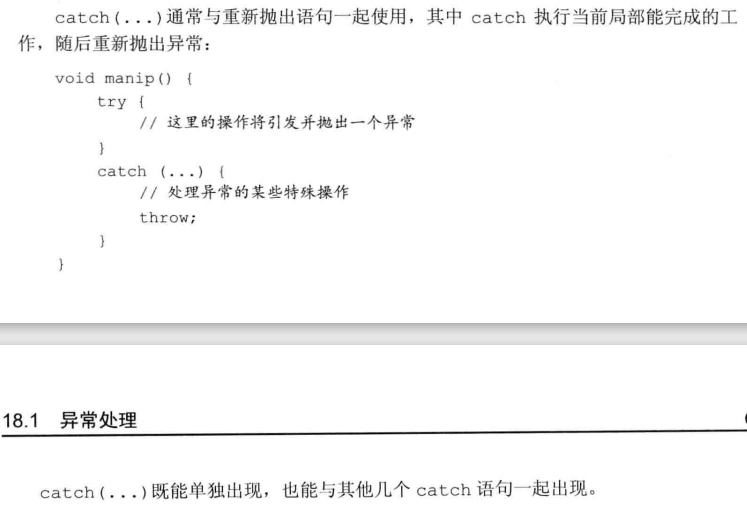 catch(...)通常与重新抛出语句一起使用，其中 catch 执行当前局部能完成的工
作，随后重新抛出异常：
void manip() {
try {
// 这里的操作将引发并抛出一个异常
}
catch (...) {
// 处理异常的某些特殊操作
throw;
}
}
18.1 异常处理
catch(...)既能单独出现，也能与其他几个 catch 语句一起出现。